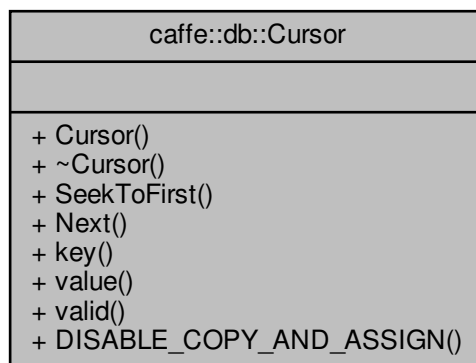 caffe::db::Cursor
+ Cursor()
+ ~Cursor()
+ SeekToFirst()
+ Next()
+ key()
+ value()
+ valid()
+ DISABLE_COPY_AND_ASSIGN()